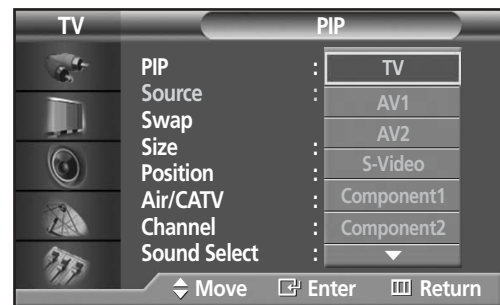 TV PIP
PIP : TV
Source : AV1
Swap AV2
Size :
Position : S-Video
Air/CATV : Component1
Channel : Component2
Sound Select : ▼
Move Enter Return